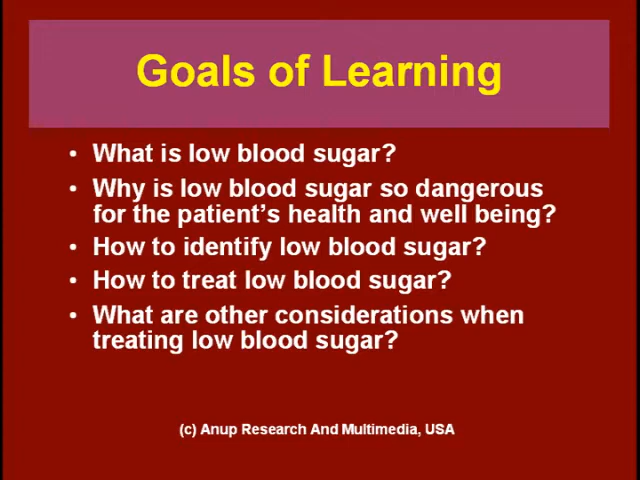 Goals of Learning
• What is low blood sugar?
• Why is low blood sugar so dangerous
for the patient's health and well being?
• How to identify low blood sugar?
• How to treat low blood sugar?
• What are other considerations when
treating low blood sugar?
(c) Anup Research And Multimedia, USA